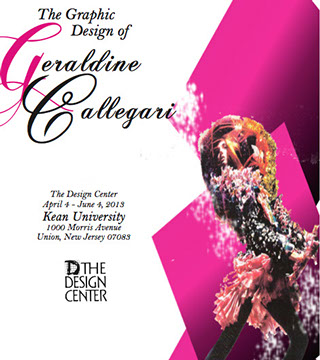 The Graphic
Design of
Geraldine
Callegari
The Design Center
April 4 - June 4, 2013
Kean University
1000 Morris Avenue
Union, New Jersey 07083
D THE
DESIGN
CENTER